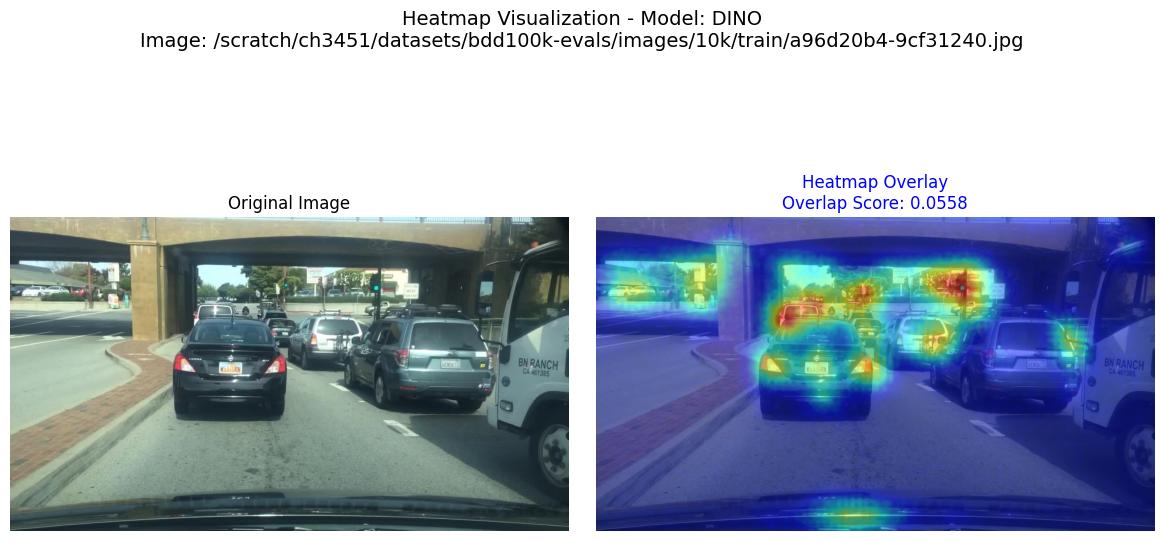 Heatmap Visualization - Model: DINO
Image: /scratch/ch3451/datasets/bdd100k-evals/images/10k/train/a96d20b4-9cf31240.jpg
Original Image
Heatmap Overlay
Overlap Score: 0.0558
BN RANCH
BN RANCH